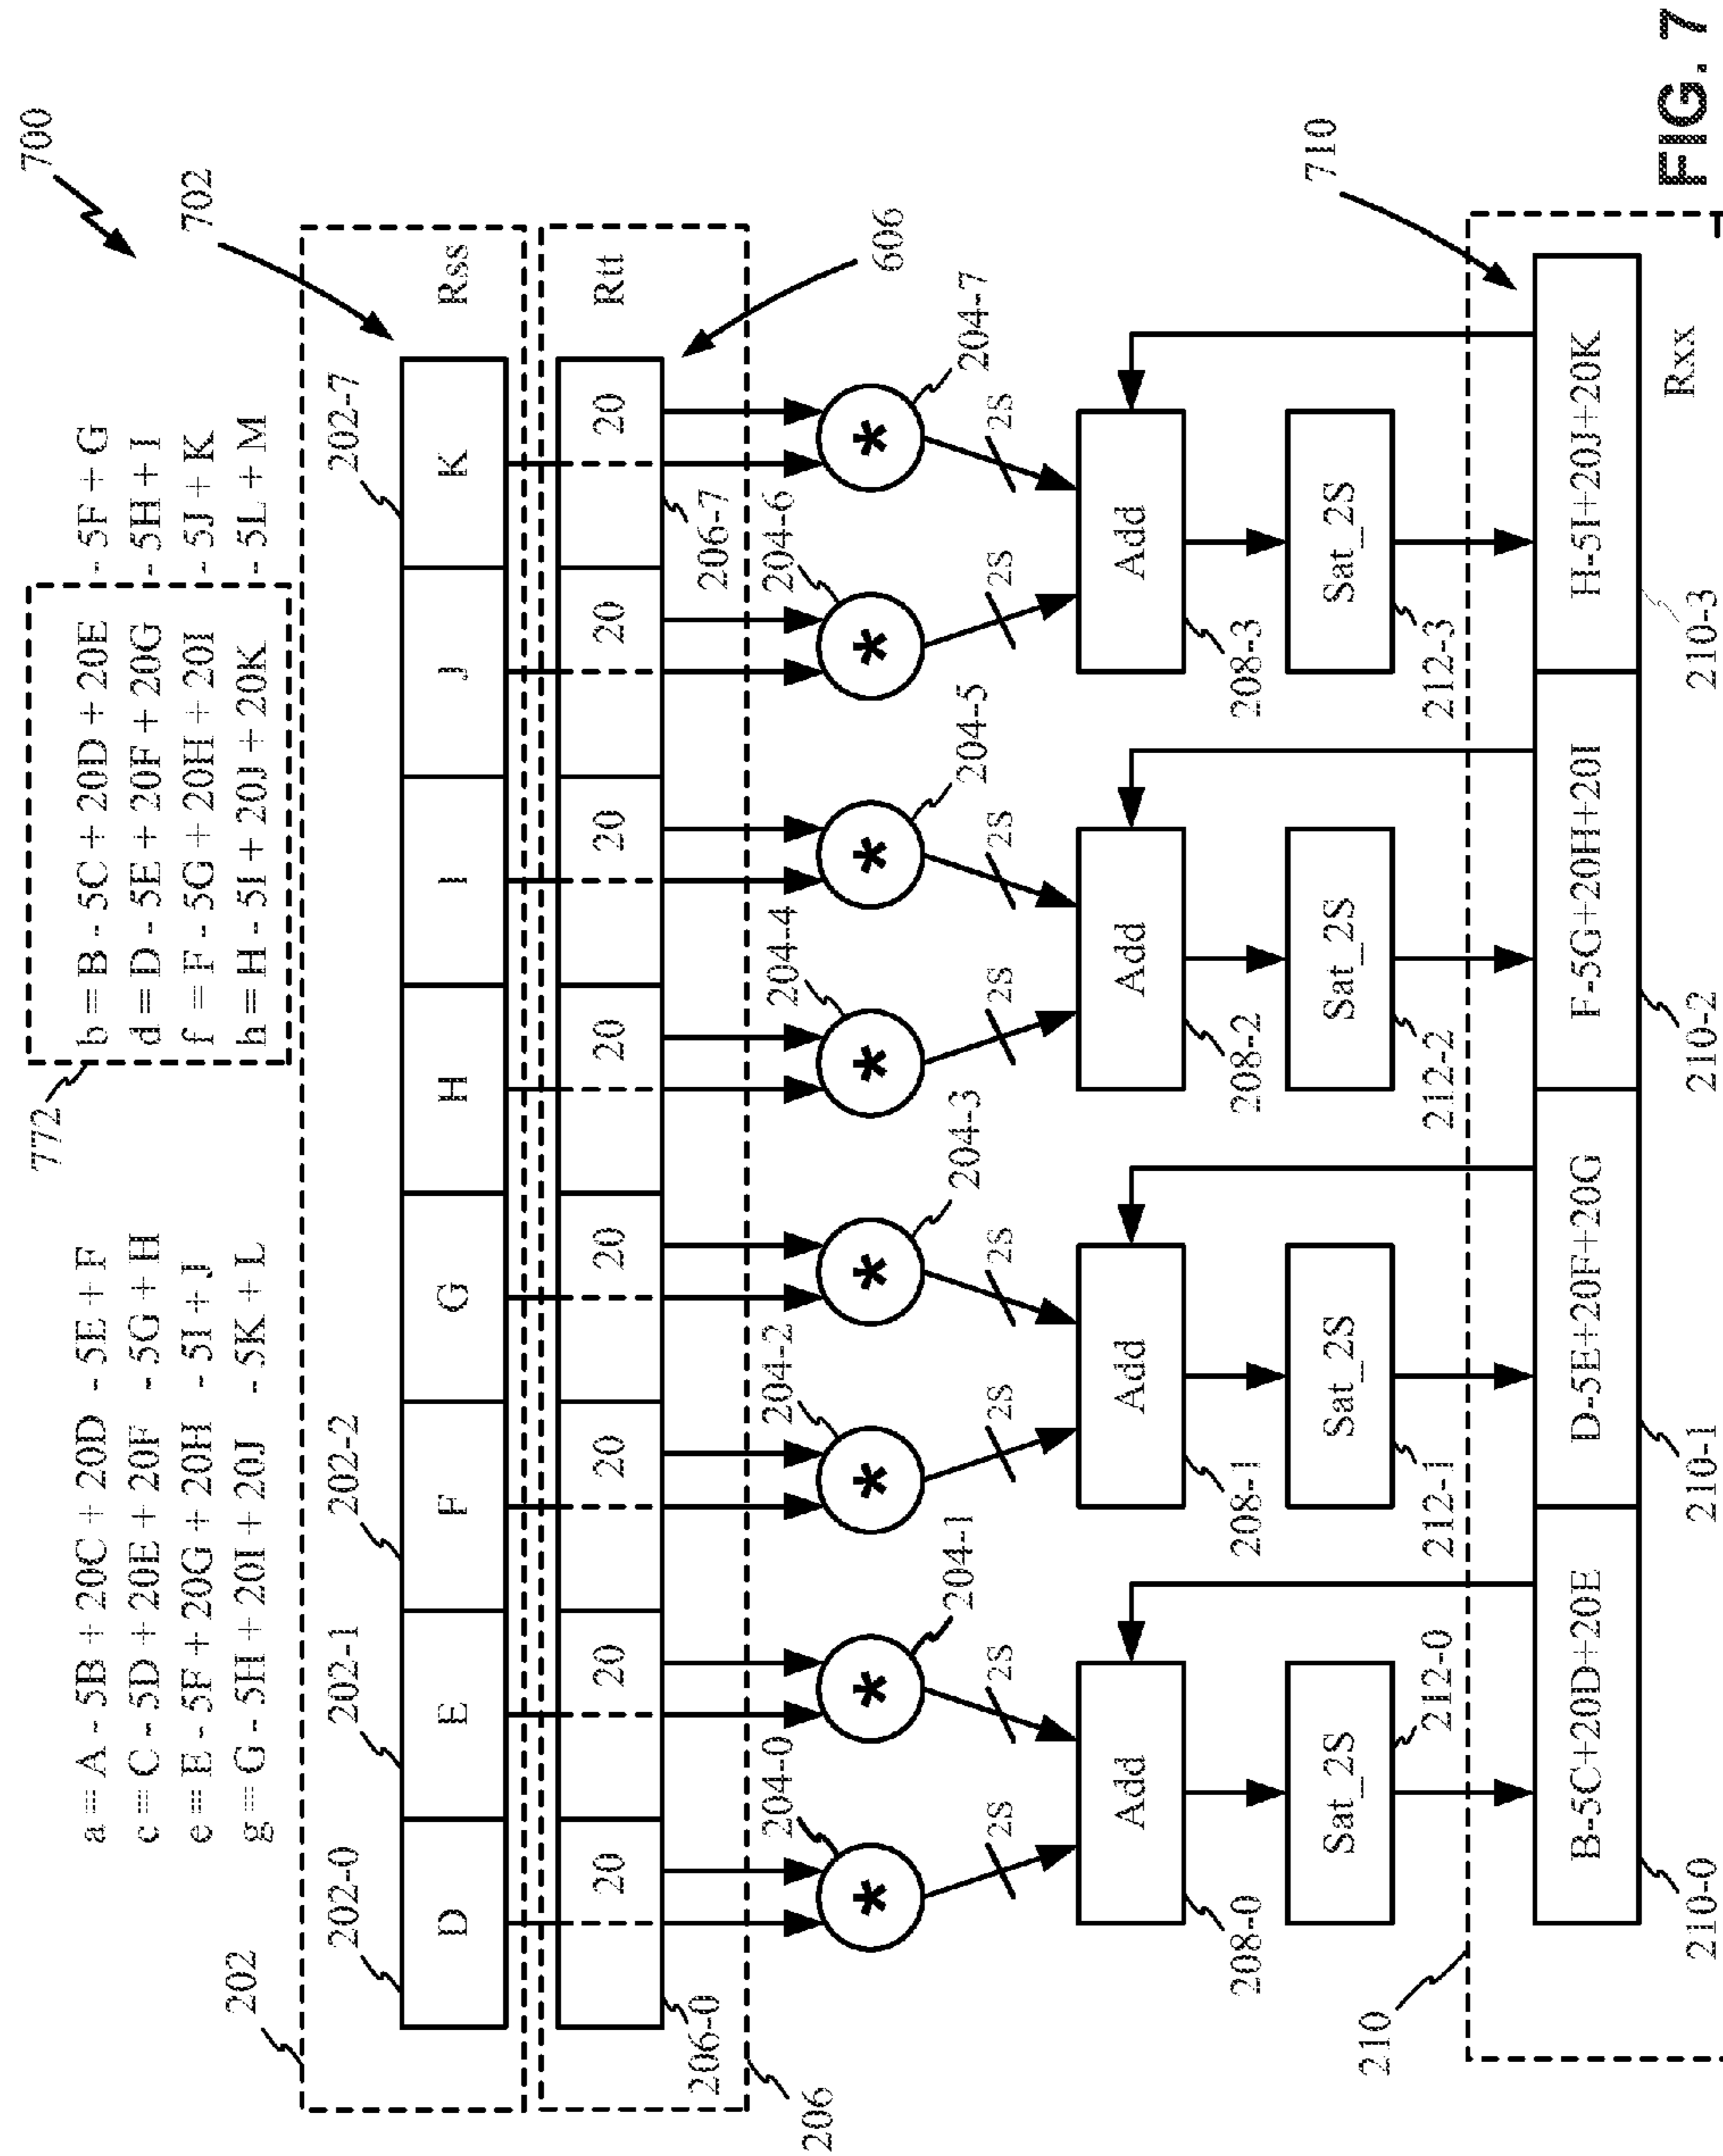 700
772
a = A - 5B + 20C + 20D - 5E + F
b = B - 5C + 20D + 20E - 5F + G
c = C - 5D + 20E + 20F - 5G + H
d = D - 5E + 20F + 20G - 5H + I
e = E - 5F + 20G + 20H - 5I + J
f = F - 5G + 20H + 20I - 5J + K
g = G - 5H + 20I + 20J - 5K + L
h = H - 5I + 20J + 20K - 5L + M
202 202-0 202-1 202-2 202-7 702
D E F G H I J K Rss
20 20 20 20 20 20 20 20 Rtt
206-0 206-7 606
206 204-0 204-1 204-2 204-3 204-4 204-5 204-6 204-7
* * * * * * * *
2S 2S 2S 2S 2S 2S 2S 2S
Add Add Add Add
208-0 208-1 208-2 208-3
Sat_2S Sat_2S Sat_2S Sat_2S
212-0 212-1 212-2 212-3
210 710
B-5C+20D+20E D-5E+20F+20G F-5G+20H+20I H-5I+20J+20K
Rxx
210-0 210-1 210-2 210-3
FIG. 7